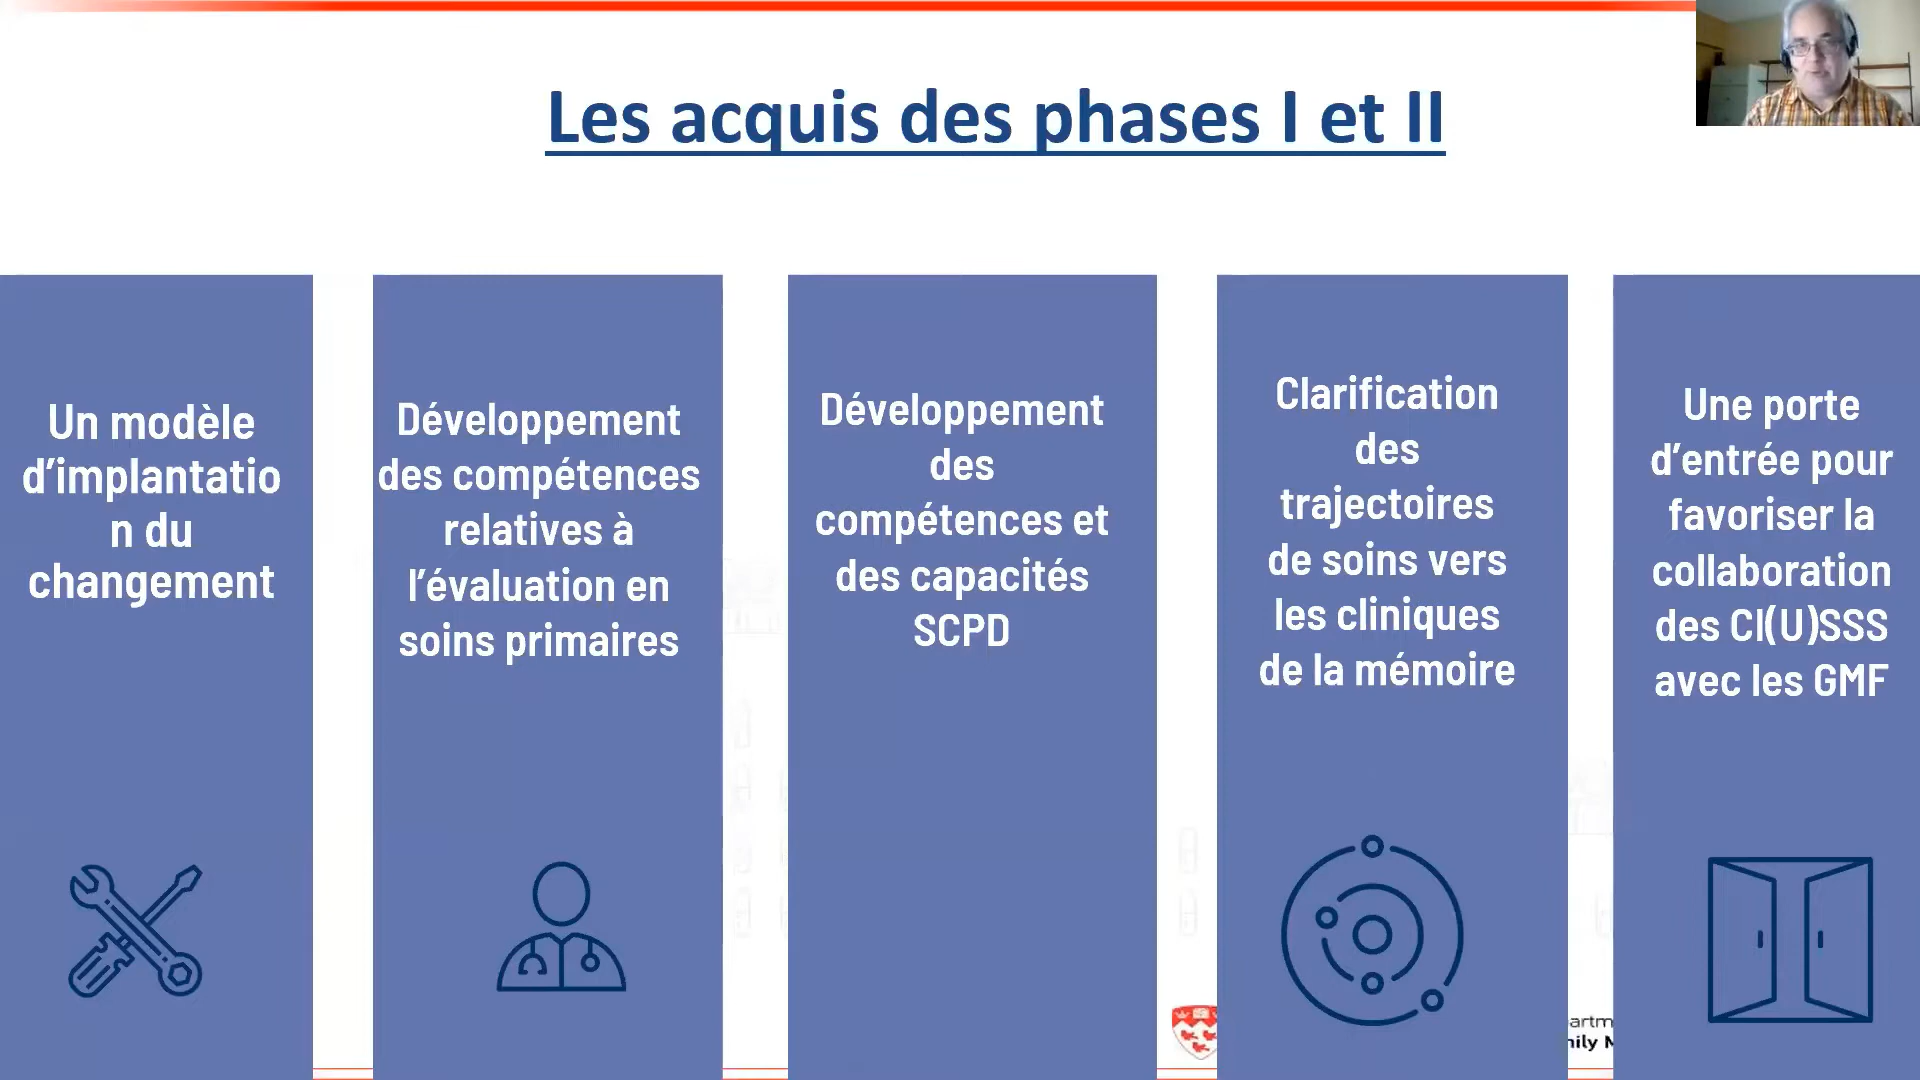 Les acquis des phases I et II
Un modèle
d’implantatio
n du
changement
Développement
des compétences
relatives à
l’évaluation en
soins primaires
Développement
des
compétences et
des capacités
SCPD
Clarification
des
trajectoires
de soins vers
les cliniques
de la mémoire
Une porte
d’entrée pour
favoriser la
collaboration
des CI(U)SSS
avec les GMF
artm
ily M